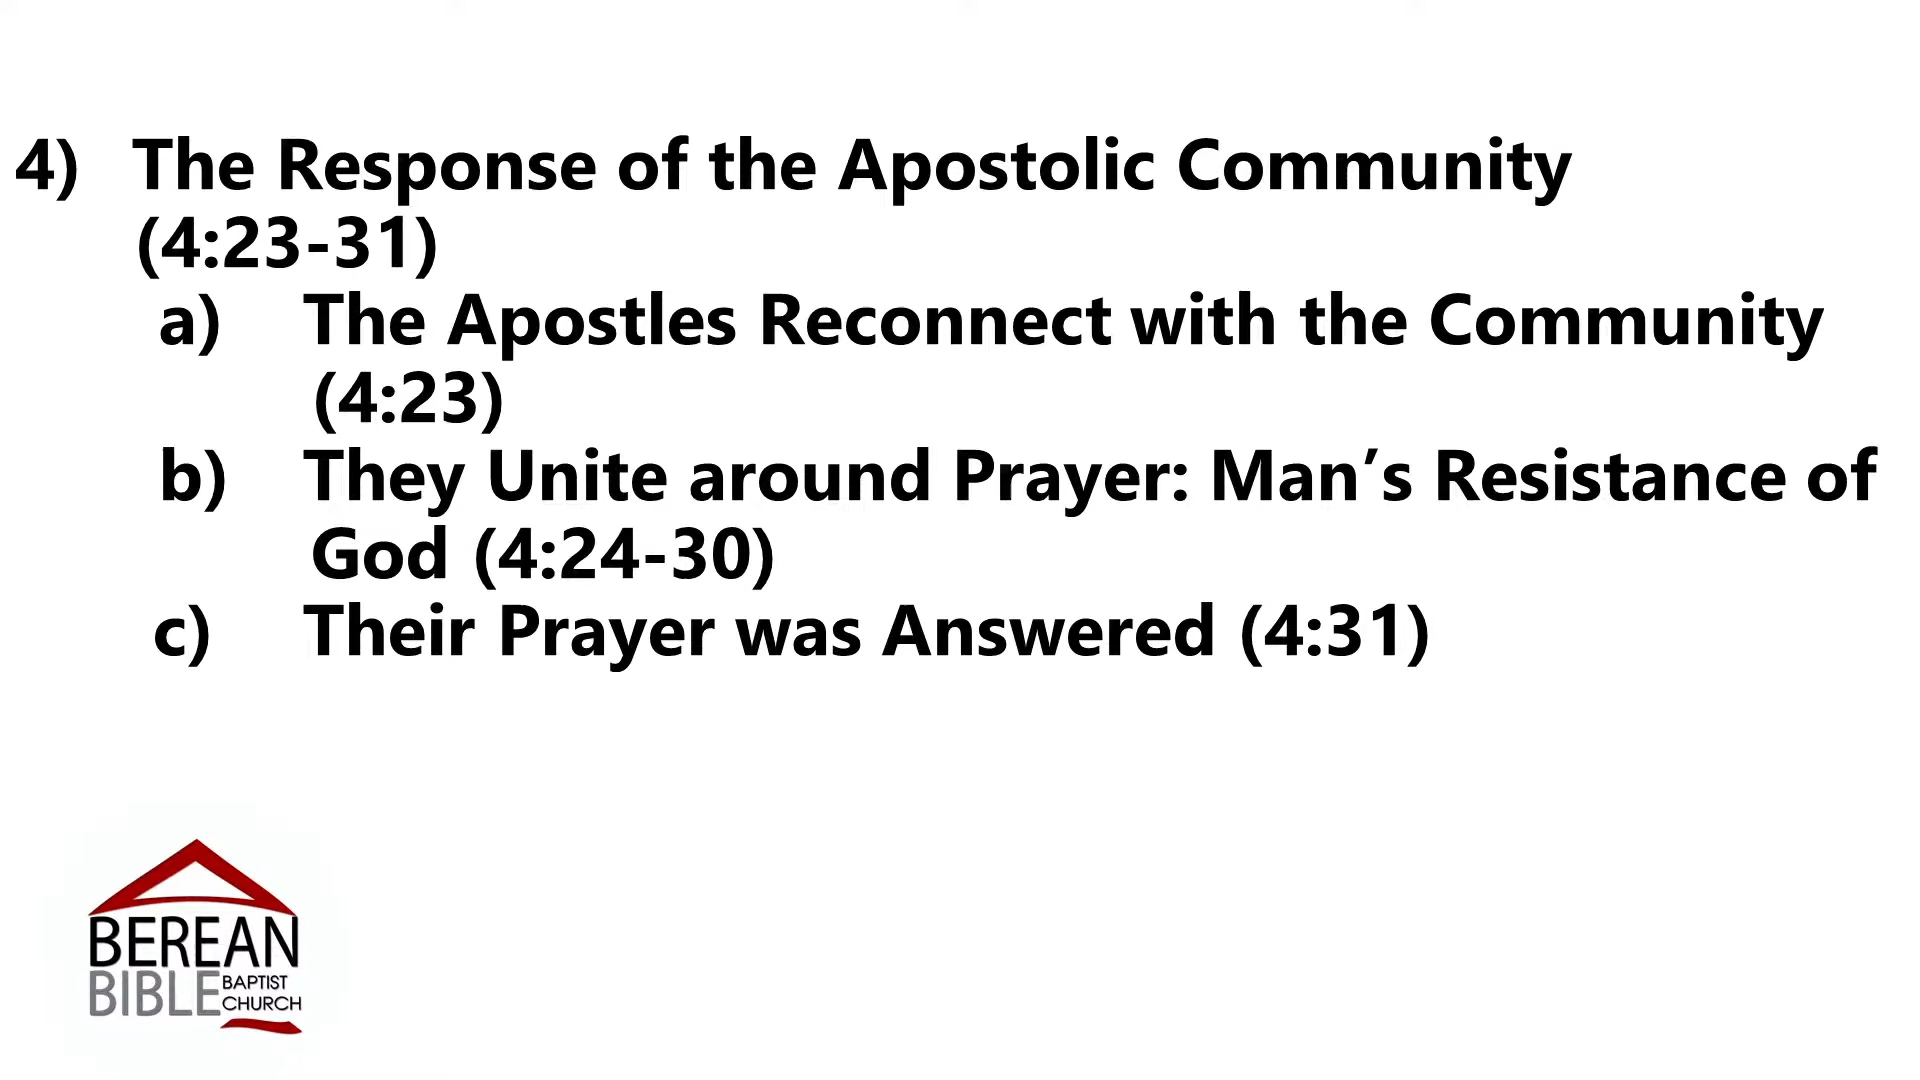 4) The Response of the Apostolic Community
(4:23-31)
a) The Apostles Reconnect with the Community
(4:23)
b) They Unite around Prayer: Man’s Resistance of
God (4:24-30)
c) Their Prayer was Answered (4:31)
BEREAN
BIBLE BAPTIST
CHURCH